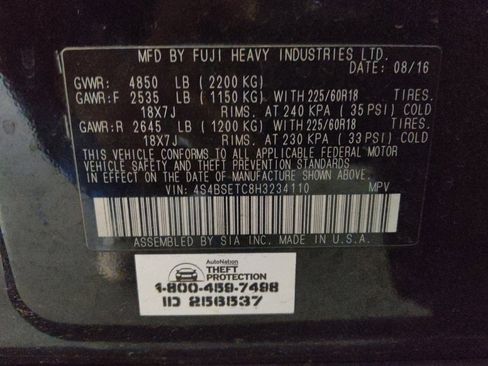 MFD BY FUJI HEAVY INDUSTRIES LTD.
DATE: 08/16
GVWR: 4850 LB (2200 KG)
GAWR:F 2535 LB (1150 KG) WITH 225/60R18 TIRES.
18X7J RIMS. AT 240 KPA (35 PSI) COLD
GAWR:R 2645 LB (1200 KG) WITH 225/60R18 TIRES.
18X7J RIMS. AT 230 KPA (33 PSI) COLD
THIS VEHICLE CONFORMS TO ALL APPLICABLE FEDERAL MOTOR
VEHICLE SAFETY AND THEFT PREVENTION STANDARDS
IN EFFECT ON THE DATE OF MANUFACTURE SHOWN ABOVE.
VIN: 4S4BSETC8H3234110 MPV
ASSEMBLED BY SIA INC. MADE IN U.S.A.
AutoNation
THEFT
PROTECTION
1-800-459-7498
ID 2156537